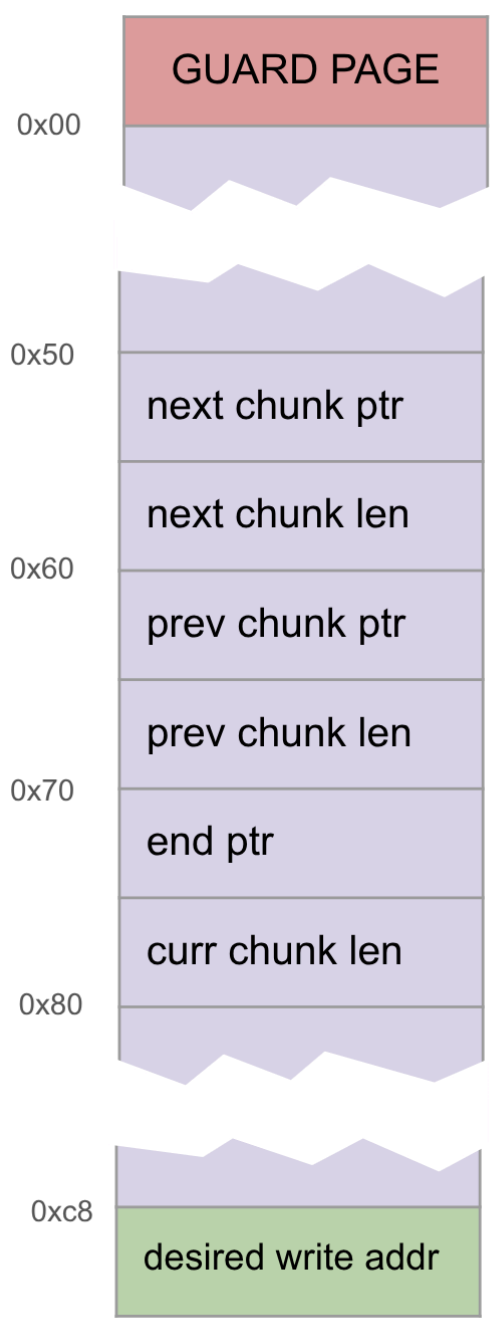 GUARD PAGE
0x00
0x50
next chunk ptr
next chunk len
0x60
prev chunk ptr
prev chunk len
0x70
end ptr
curr chunk len
0x80
0xc8
desired write addr